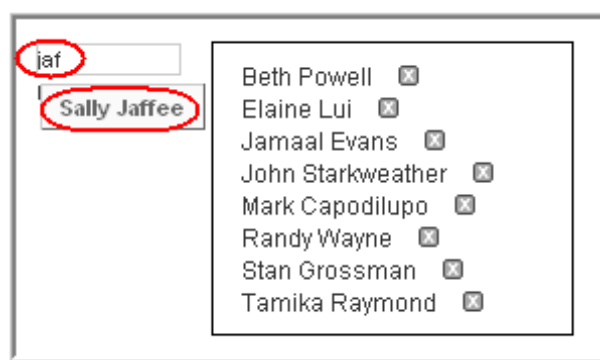 jaf
Sally Jaffee
Beth Powell
Elaine Lui
Jamaal Evans
John Starkweather
Mark Capodilupo
Randy Wayne
Stan Grossman
Tamika Raymond